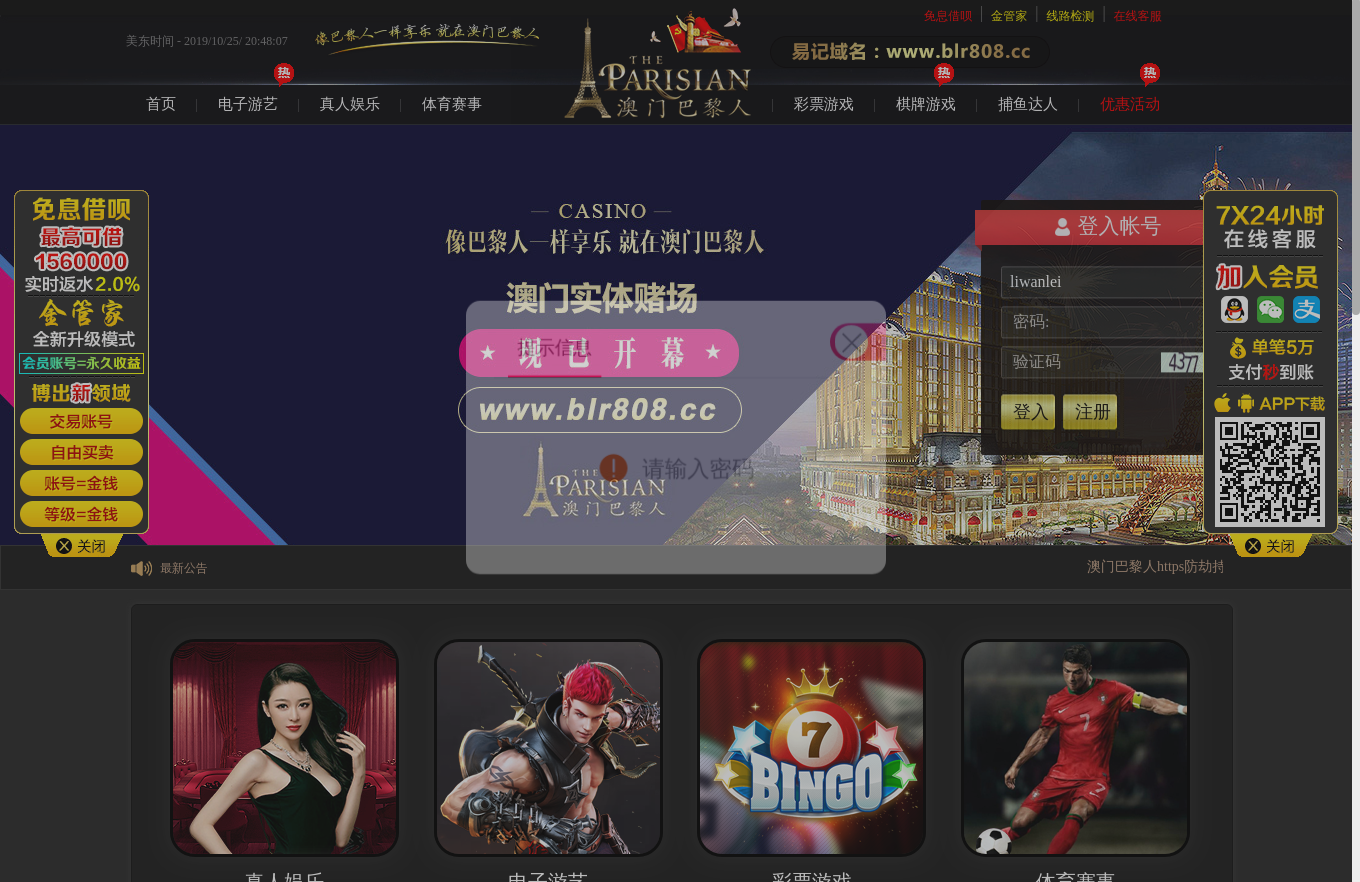 免息借呗
金管家
线路检测
在线客服
美东时间 - 2019/10/25/ 20:48:07
像巴黎人一样享乐 就在澳门巴黎人
THE
PARISIAN
澳门巴黎人
易记域名：www.blr808.cc
热
热
热
首页
电子游艺
真人娱乐
体育赛事
彩票游戏
棋牌游戏
捕鱼达人
优惠活动
免息借呗
最高可借
1560000
实时返水2.0%
金管家
全新升级模式
会员账号=永久收益
博出新领域
交易账号
自由买卖
账号=金钱
等级=金钱
关闭
CASINO
像巴黎人一样享乐 就在澳门巴黎人
澳门实体赌场
现已开幕
提示信息
www.blr808.cc
请输入密码
THE
PARISIAN
澳门巴黎人
登入帐号
liwanlei
密码:
验证码
4377
登入
注册
7X24小时
在线客服
加入会员
支
单笔5万
支付秒到账
APP下载
关闭
最新公告
澳门巴黎人https防劫持
7
BINGO
7
真人娱乐
电子游艺
彩票游戏
体育赛事